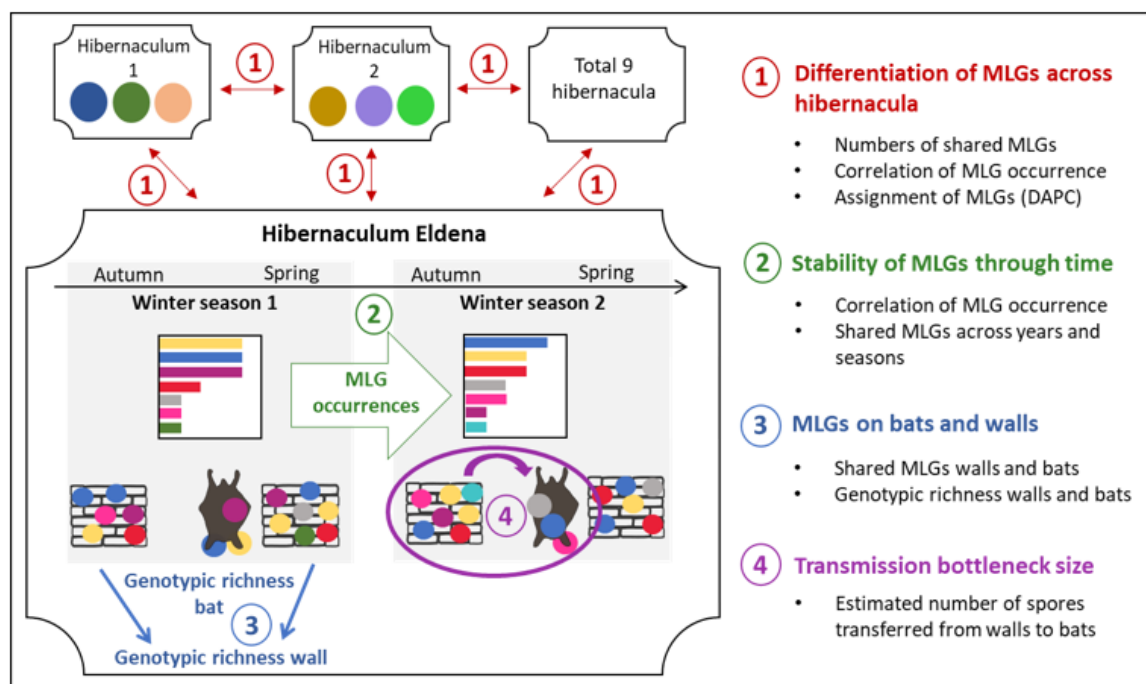 Hibernaculum
1
1
Hibernaculum
2
1
Total 9
hibernacula
1
1
1
Hibernaculum Eldena
Autumn
Spring
Autumn
Spring
Winter season 1
Winter season 2
2
MLG
occurrences
4
Genotypic richness
bat
3
Genotypic richness wall
1 Differentiation of MLGs across
hibernacula
• Numbers of shared MLGs
• Correlation of MLG occurrence
• Assignment of MLGs (DAPC)
2 Stability of MLGs through time
• Correlation of MLG occurrence
• Shared MLGs across years and
seasons
3 MLGs on bats and walls
• Shared MLGs walls and bats
• Genotypic richness walls and bats
4 Transmission bottleneck size
• Estimated number of spores
transferred from walls to bats